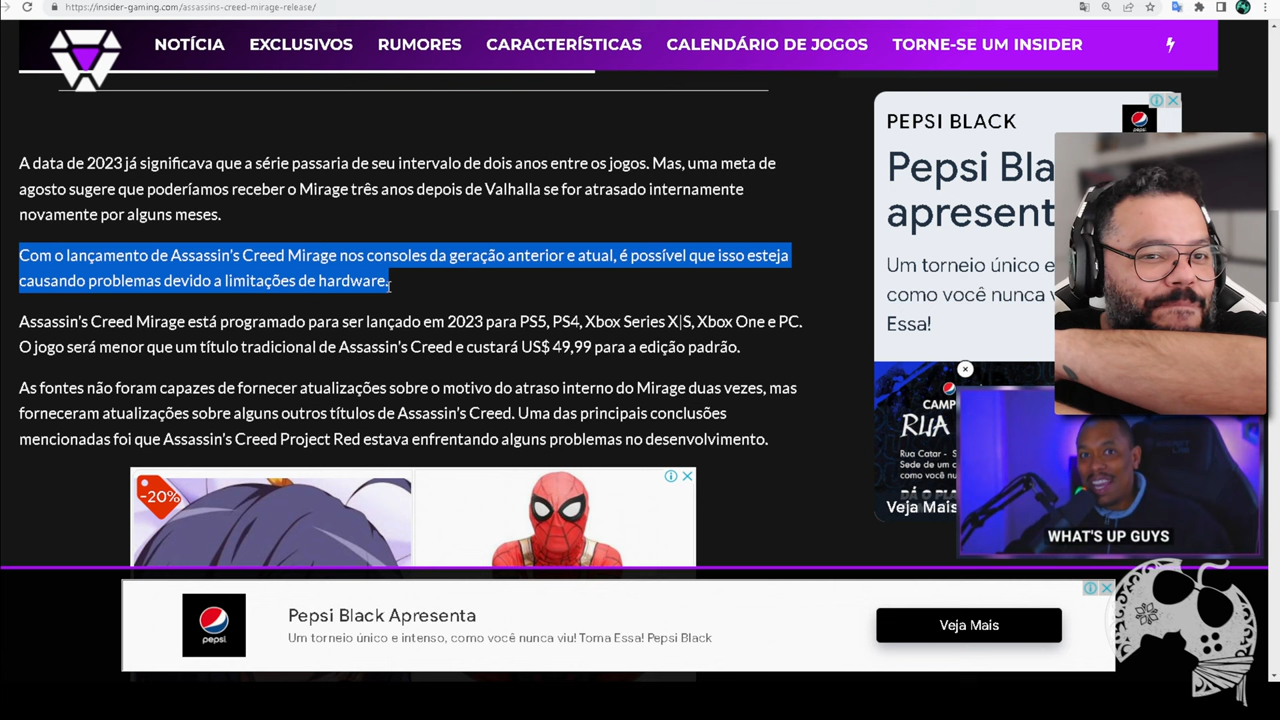 https://insider-gaming.com/assassins-creed-mirage-release/
NOTÍCIA EXCLUSIVOS RUMORES CARACTERÍSTICAS CALENDÁRIO DE JOGOS TORNE-SE UM INSIDER
A data de 2023 já significava que a série passaria de seu intervalo de dois anos entre os jogos. Mas, uma meta de
agosto sugere que poderíamos receber o Mirage três anos depois de Valhalla se for atrasado internamente
novamente por alguns meses.
Com o lançamento de Assassin's Creed Mirage nos consoles da geração anterior e atual, é possível que isso esteja
causando problemas devido a limitações de hardware.
Assassin's Creed Mirage está programado para ser lançado em 2023 para PS5, PS4, Xbox Series X|S, Xbox One e PC.
O jogo será menor que um título tradicional de Assassin's Creed e custará US$ 49,99 para a edição padrão.
As fontes não foram capazes de fornecer atualizações sobre o motivo do atraso interno do Mirage duas vezes, mas
forneceram atualizações sobre alguns outros títulos de Assassin's Creed. Uma das principais conclusões
mencionadas foi que Assassin's Creed Project Red estava enfrentando alguns problemas no desenvolvimento.
-20%
PEPSI BLACK
pepsi
Pepsi Bla
apresent
Um torneio único e
como você nunca v
Essa!
CAMP
RUA
Rua Catar - S
Sede de um c
DÁ O PLA
Veja Mais
WHAT'S UP GUYS
pepsi
Pepsi Black Apresenta
Um torneio único e intenso, como você nunca viu! Toma Essa! Pepsi Black
Veja Mais